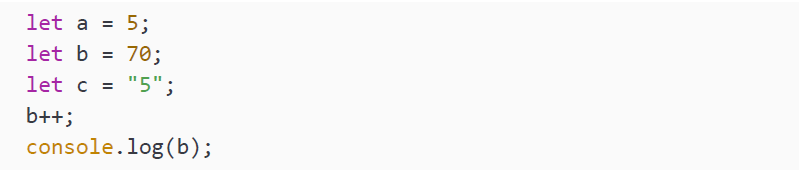 let a = 5;
let b = 70;
let c = "5";
b++;
console.log(b);